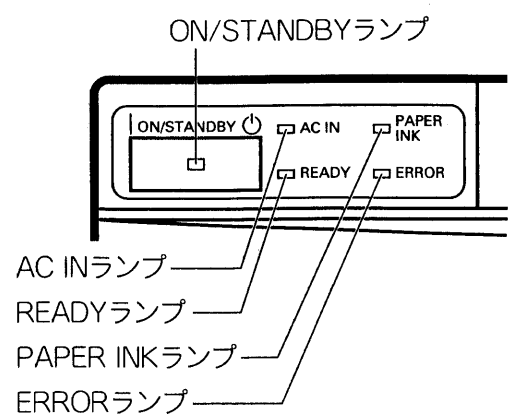 ON/STANDBYランプ
ON/STANDBY
AC IN
PAPER
INK
READY
ERROR
AC INランプ
READYランプ
PAPER INKランプ
ERRORランプ